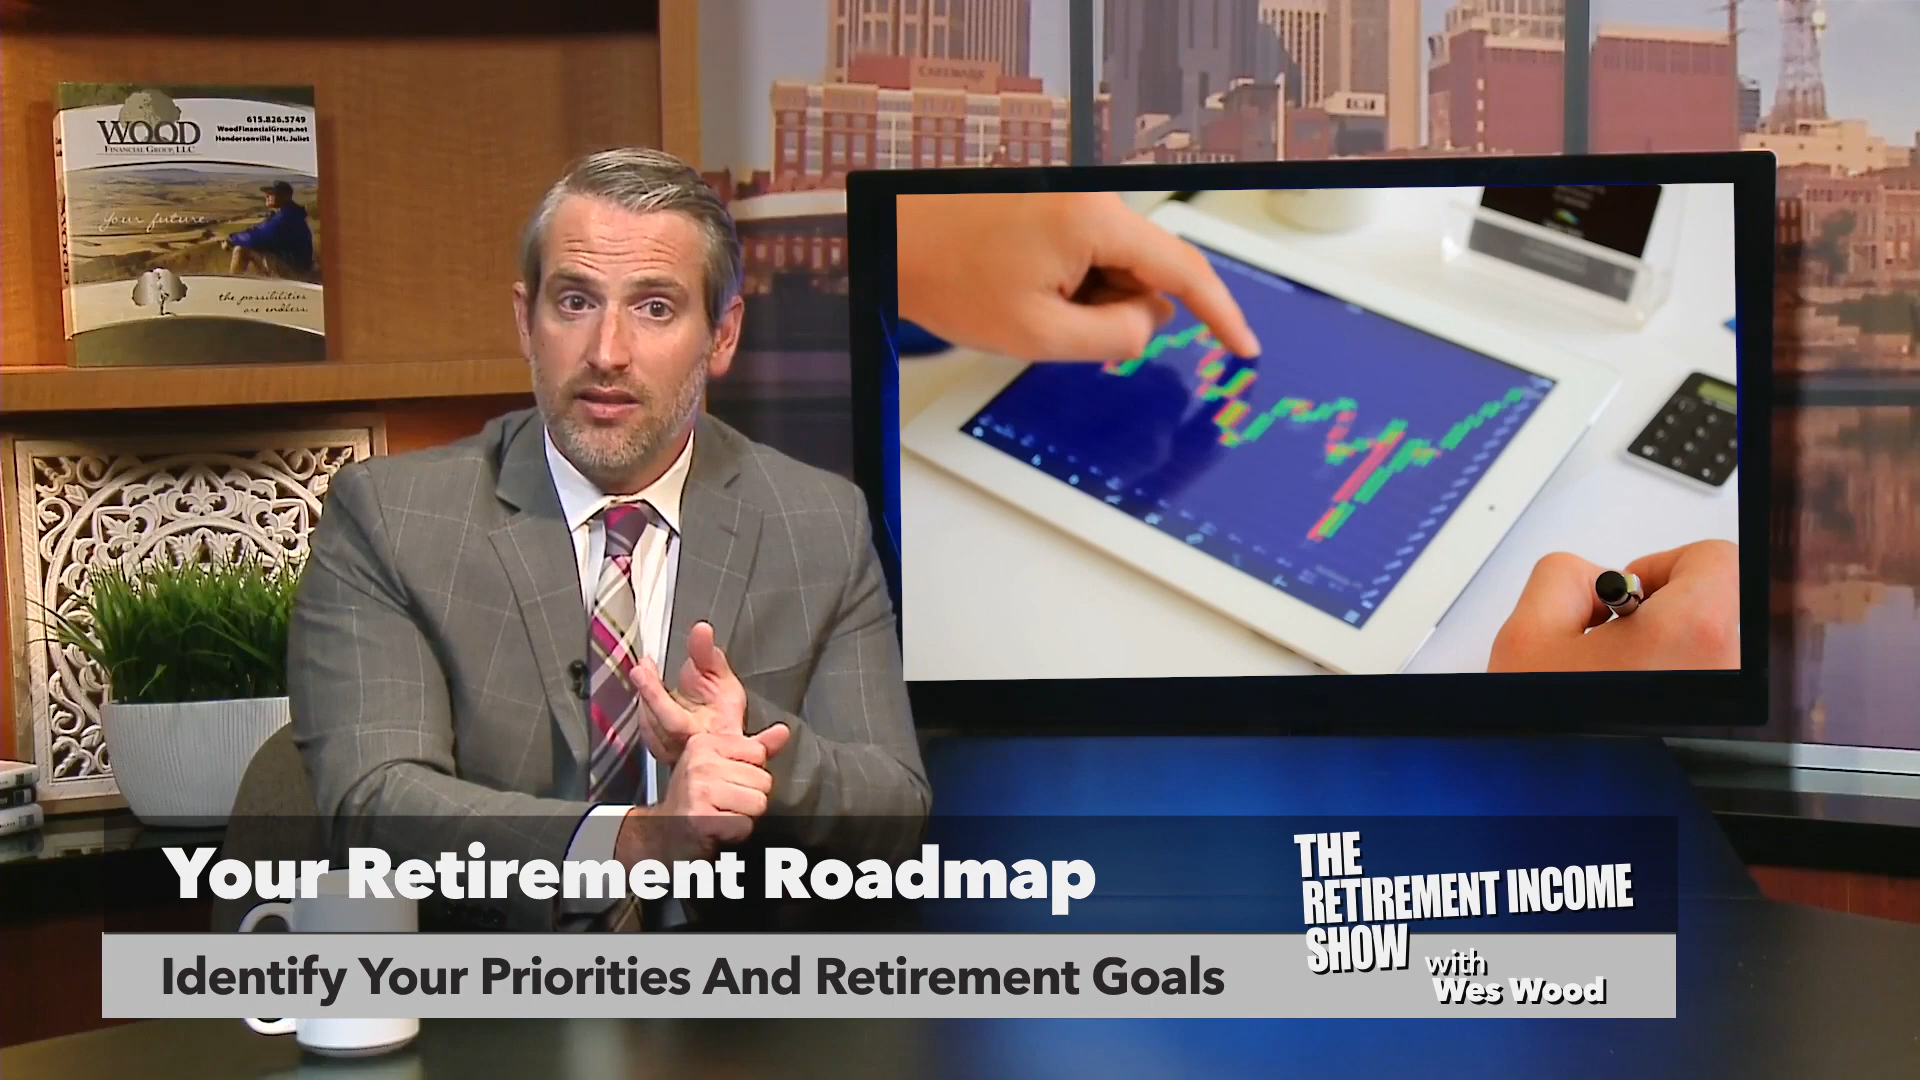 WOOD
FINANCIAL GROUP, LLC
615.826.5749
WoodFinancialGroup.net
Hendersonville | Mt. Juliet
your future
the possibilities
are endless.
WOOD
Your Retirement Roadmap
Identify Your Priorities And Retirement Goals
THE
RETIREMENT INCOME
SHOW
with
Wes Wood